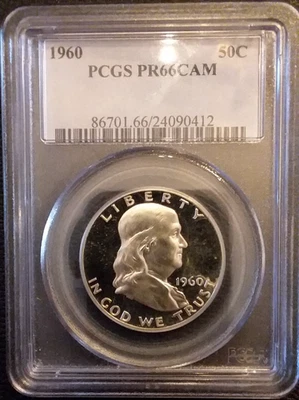 1960 50C
PCGS PR66CAM
86701.66/24090412
LIBERTY
1960
IN GOD WE TRUST